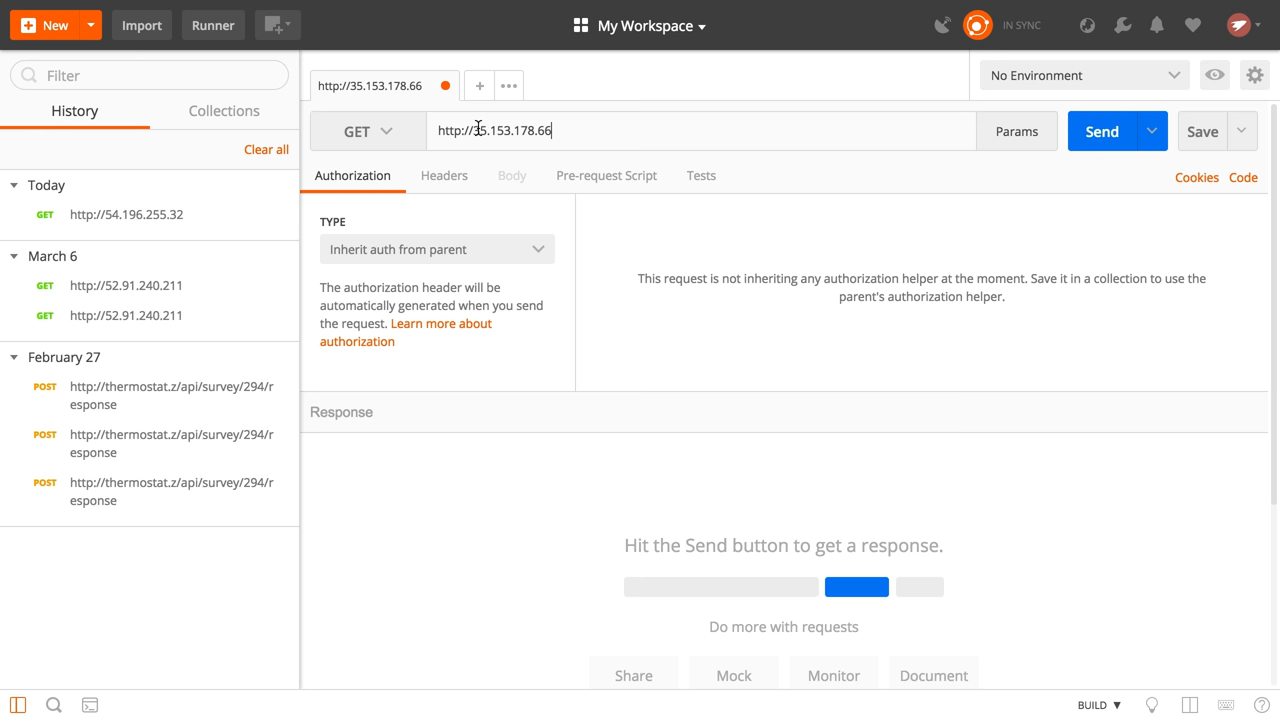 New
Import
Runner
My Workspace
IN SYNC
Filter
History
Collections
Clear all
Today
GET http://54.196.255.32
March 6
GET http://52.91.240.211
GET http://52.91.240.211
February 27
POST http://thermostat.z/api/survey/294/r
esponse
POST http://thermostat.z/api/survey/294/r
esponse
POST http://thermostat.z/api/survey/294/r
esponse
http://35.153.178.66
No Environment
GET
http://35.153.178.66
Params
Send
Save
Authorization
Headers
Body
Pre-request Script
Tests
Cookies
Code
TYPE
Inherit auth from parent
The authorization header will be
automatically generated when you send
the request. Learn more about
authorization
This request is not inheriting any authorization helper at the moment. Save it in a collection to use the
parent's authorization helper.
Response
Hit the Send button to get a response.
Do more with requests
Share
Mock
Monitor
Document
BUILD